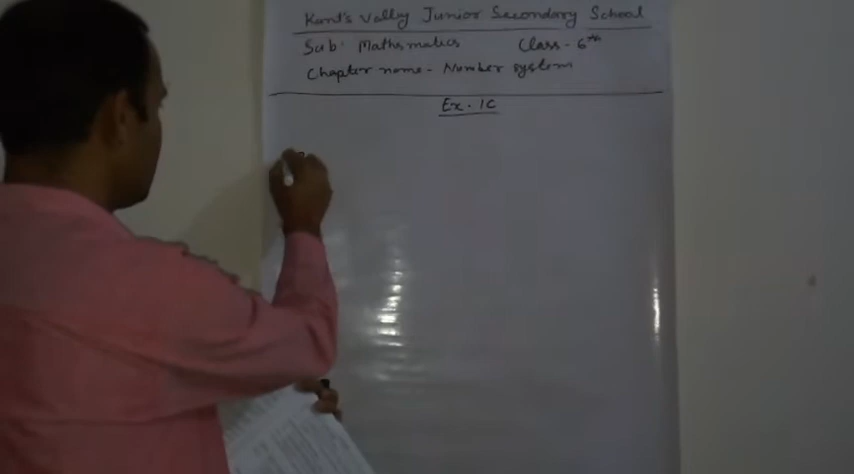 Kant's Vally Junior Secondary School
Sub: Mathematics Class - 6th
Chapter name - Number system
Ex. 1C